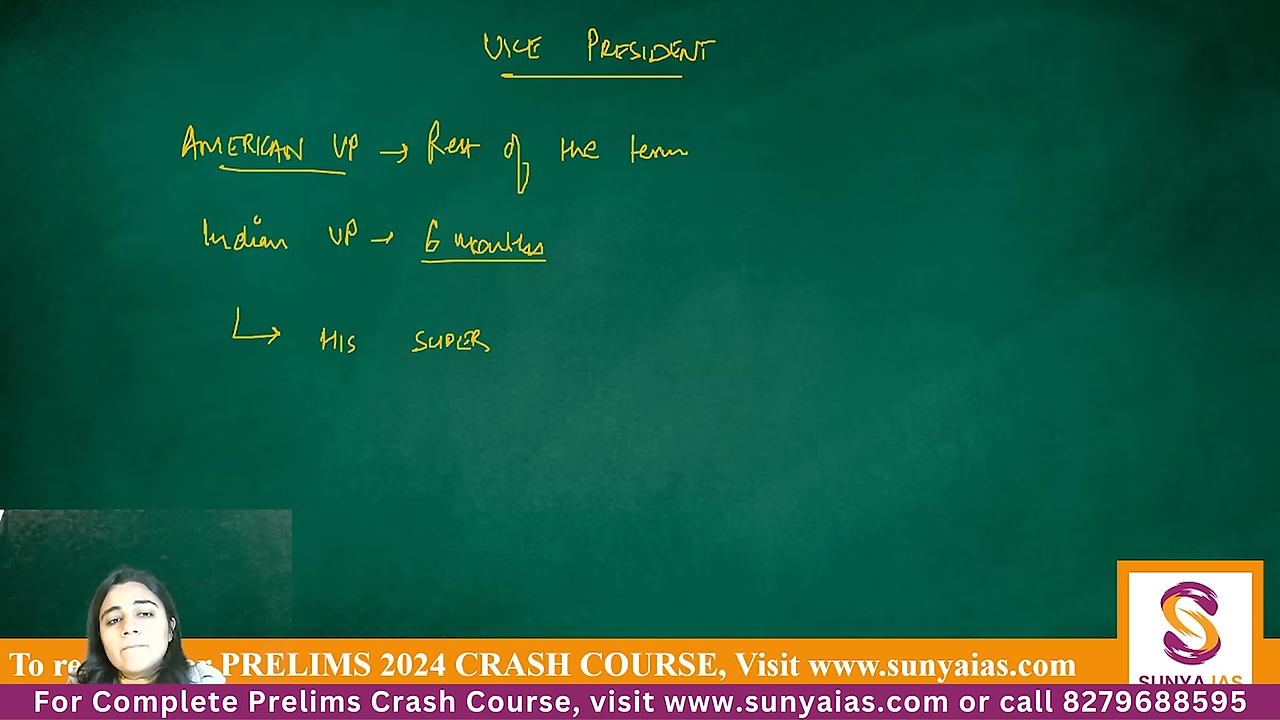 VICE PRESIDENT
AMERICAN VP → Rest of the term
Indian VP → 6 months
↳ HIS SUPER
To re r PRELIMS 2024 CRASH COURSE, Visit www.sunyaias.com
SUNYA IAS
For Complete Prelims Crash Course, visit www.sunyaias.com or call 8279688595